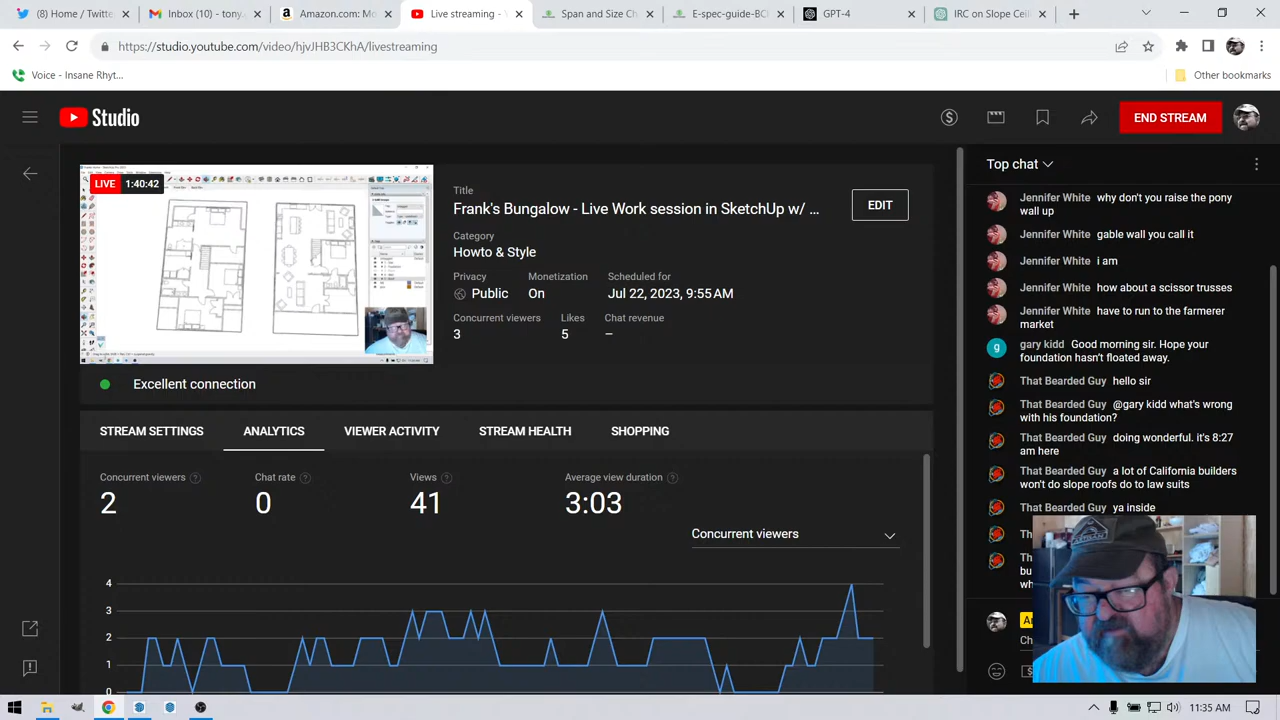 Home / Twitter
Inbox (10) - tony.
Amazon.com: M
Live streaming -
Span and Size Ch
E-spec-guide-BC
GPT-4
IRC on Slope Ceil
https://studio.youtube.com/video/hjvJHB3CKhA/livestreaming
Voice - Insane Rhyt...
Other bookmarks
Studio
END STREAM
LIVE 1:40:42
Title
Frank's Bungalow - Live Work session in SketchUp w/ ...
EDIT
Category
Howto & Style
Privacy Monetization Scheduled for
Public On Jul 22, 2023, 9:55 AM
Concurrent viewers Likes Chat revenue
3 5 –
Excellent connection
STREAM SETTINGS ANALYTICS VIEWER ACTIVITY STREAM HEALTH SHOPPING
Concurrent viewers Chat rate Views Average view duration
2 0 41 3:03
Concurrent viewers
4
3
2
1
0
Top chat
Jennifer White why don't you raise the pony
wall up
Jennifer White gable wall you call it
Jennifer White i am
Jennifer White how about a scissor trusses
Jennifer White have to run to the farmerer
market
gary kidd Good morning sir. Hope your
foundation hasn't floated away.
That Bearded Guy hello sir
That Bearded Guy @gary kidd what's wrong
with his foundation?
That Bearded Guy doing wonderful. it's 8:27
am here
That Bearded Guy a lot of California builders
won't do slope roofs do to law suits
That Bearded Guy ya inside
11:35 AM